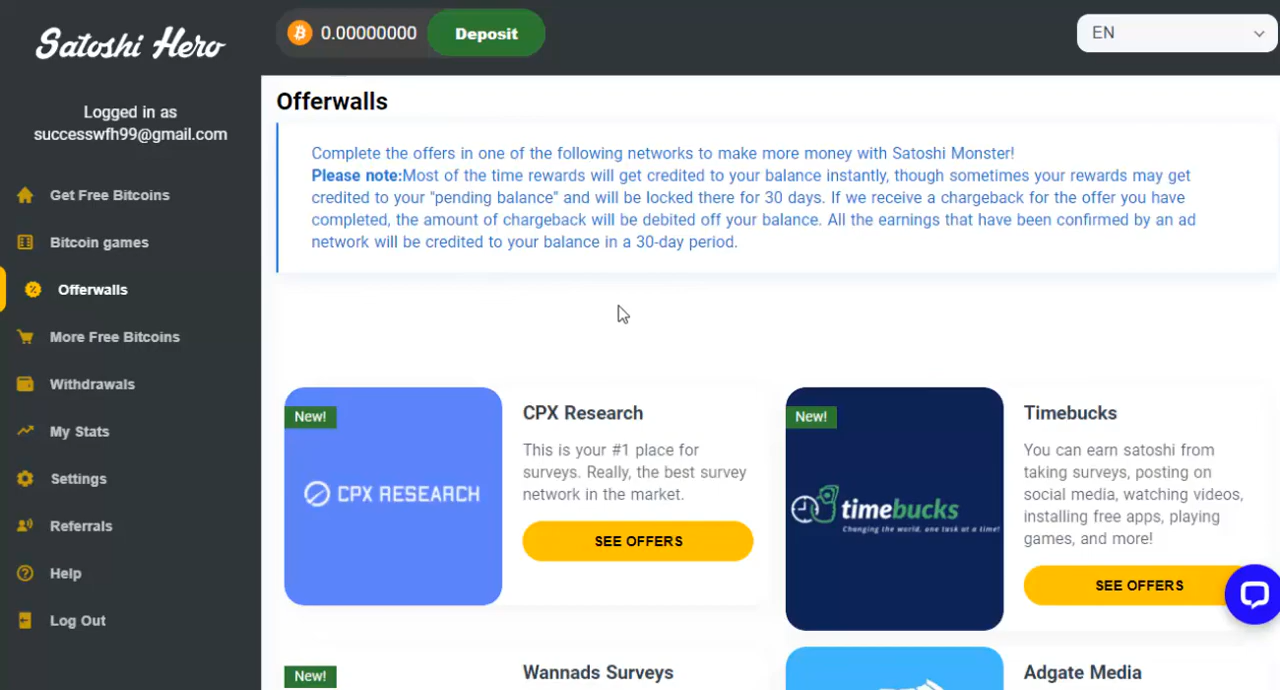 Satoshi Hero
0.00000000
Deposit
EN
Logged in as
successwfh99@gmail.com
Get Free Bitcoins
Bitcoin games
Offerwalls
More Free Bitcoins
Withdrawals
My Stats
Settings
Referrals
Help
Log Out
Offerwalls
Complete the offers in one of the following networks to make more money with Satoshi Monster!
Please note:Most of the time rewards will get credited to your balance instantly, though sometimes your rewards may get
credited to your "pending balance" and will be locked there for 30 days. If we receive a chargeback for the offer you have
completed, the amount of chargeback will be debited off your balance. All the earnings that have been confirmed by an ad
network will be credited to your balance in a 30-day period.
New!
CPX RESEARCH
CPX Research
This is your #1 place for
surveys. Really, the best survey
network in the market.
SEE OFFERS
New!
timebucks
Changing the world, one task at a time!
Timebucks
You can earn satoshi from
taking surveys, posting on
social media, watching videos,
installing free apps, playing
games, and more!
SEE OFFERS
New!
Wannads Surveys
Adgate Media